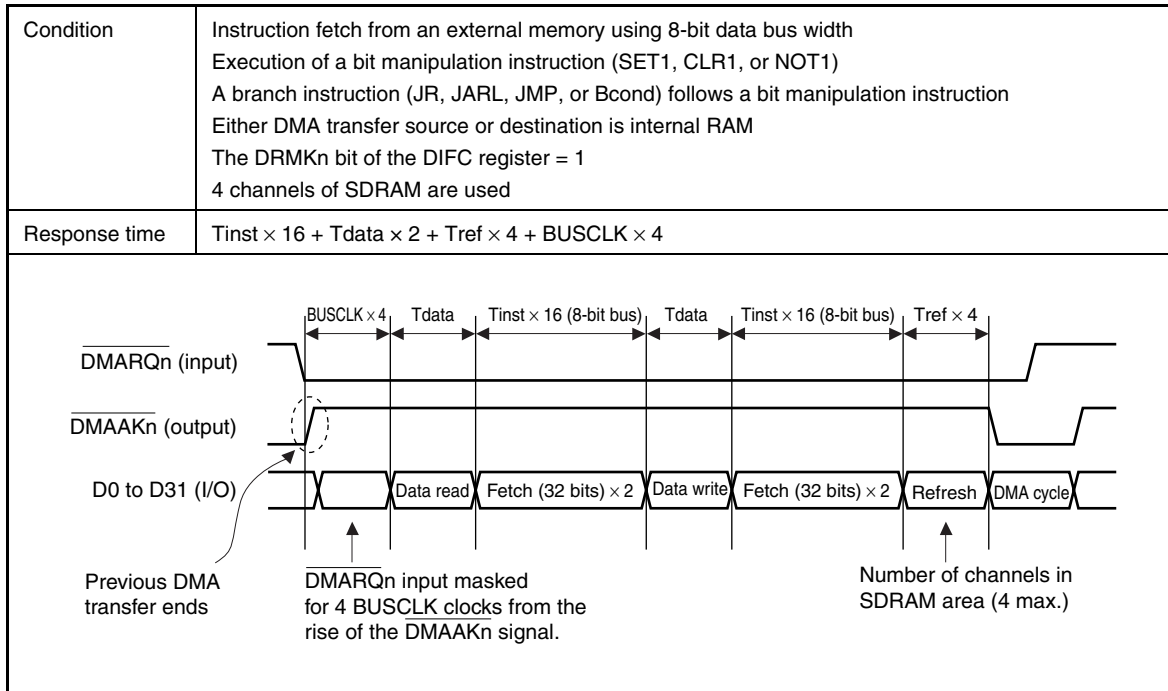 Condition
Instruction fetch from an external memory using 8-bit data bus width
Execution of a bit manipulation instruction (SET1, CLR1, or NOT1)
A branch instruction (JR, JARL, JMP, or Bcond) follows a bit manipulation instruction
Either DMA transfer source or destination is internal RAM
The DRMKn bit of the DIFC register = 1
4 channels of SDRAM are used
Response time
Tinst × 16 + Tdata × 2 + Tref × 4 + BUSCLK × 4
BUSCLK × 4 Tdata Tinst × 16 (8-bit bus) Tdata Tinst × 16 (8-bit bus) Tref × 4
DMARQn (input)
DMAAKn (output)
D0 to D31 (I/O) Data read Fetch (32 bits) × 2 Data write Fetch (32 bits) × 2 Refresh DMA cycle
Previous DMA
transfer ends
DMARQn input masked
for 4 BUSCLK clocks from the
rise of the DMAAKn signal.
Number of channels in
SDRAM area (4 max.)